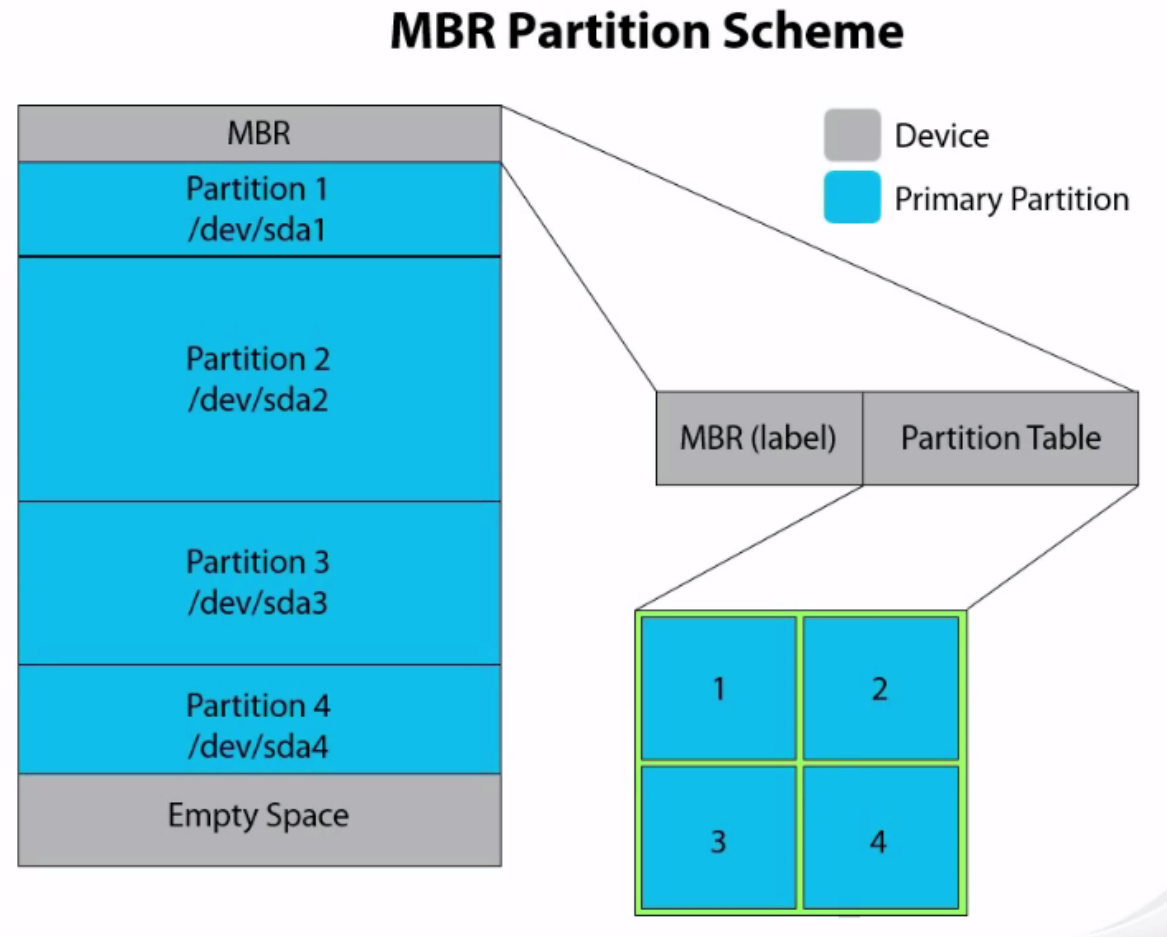 MBR Partition Scheme
MBR
Partition 1
/dev/sda1
Partition 2
/dev/sda2
Partition 3
/dev/sda3
Partition 4
/dev/sda4
Empty Space
Device
Primary Partition
MBR (label)
Partition Table
1
2
3
4